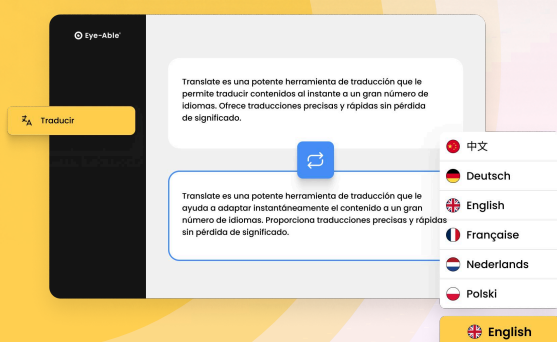 Eye-Able®
Traducir
Translate es una potente herramienta de traducción que le
permite traducir contenidos al instante a un gran número de
idiomas. Ofrece traducciones precisas y rápidas sin pérdida
de significado.
Translate es una potente herramienta de traducción que le
ayuda a adaptar instantáneamente el contenido a un gran
número de idiomas. Proporciona traducciones precisas y rápidas
sin pérdida de significado.
中文
Deutsch
English
Française
Nederlands
Polski
English